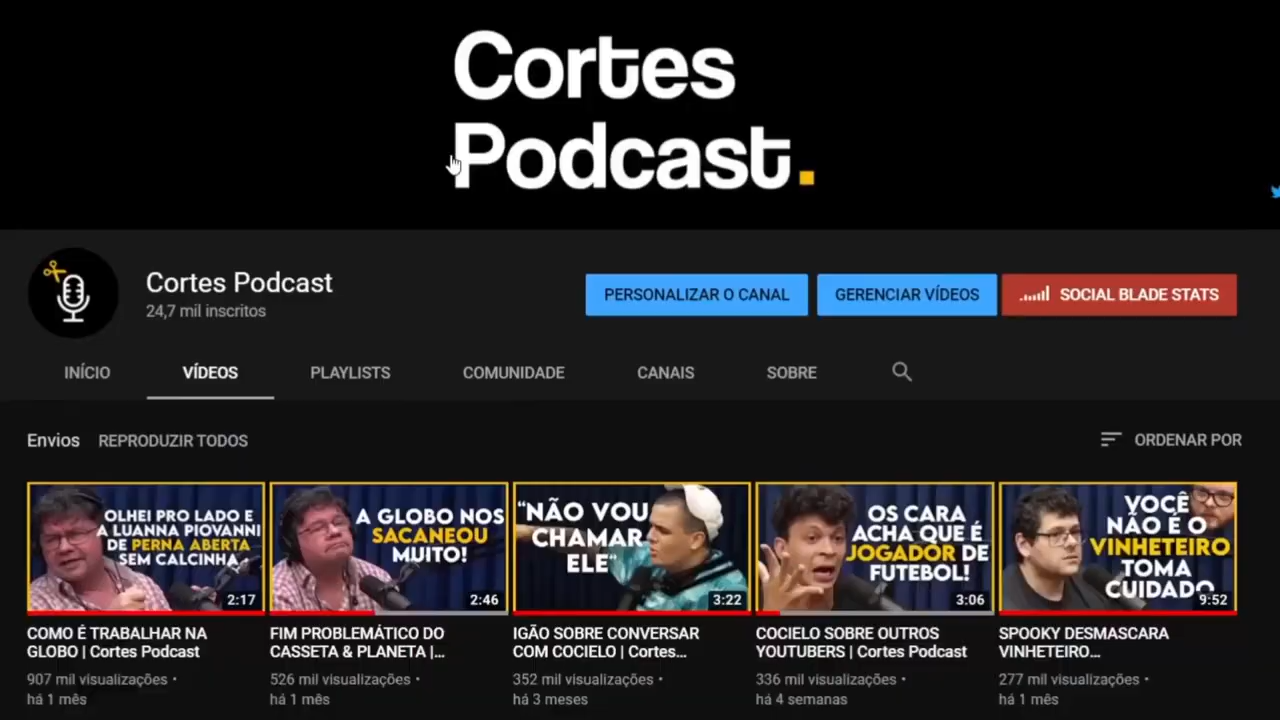 Cortes
Podcast.
Cortes Podcast
24,7 mil inscritos
PERSONALIZAR O CANAL
GERENCIAR VÍDEOS
SOCIAL BLADE STATS
INÍCIO
VÍDEOS
PLAYLISTS
COMUNIDADE
CANAIS
SOBRE
Envios
REPRODUZIR TODOS
ORDENAR POR
OLHEI PRO LADO E
A LUANNA PIOVANNI
DE PERNA ABERTA
SEM CALCINHA
2:17
COMO É TRABALHAR NA
GLOBO | Cortes Podcast
907 mil visualizações •
há 1 mês
A GLOBO NOS
SACANEOU
MUITO!
2:46
FIM PROBLEMÁTICO DO
CASSETA & PLANETA |...
526 mil visualizações •
há 1 mês
"NÃO VOU
CHAMAR
ELE"
3:22
IGÃO SOBRE CONVERSAR
COM COCIELO | Cortes...
352 mil visualizações •
há 3 meses
OS CARA
ACHA QUE É
JOGADOR DE
FUTEBOL!
3:06
COCIELO SOBRE OUTROS
YOUTUBERS | Cortes Podcast
336 mil visualizações •
há 4 semanas
VOCÊ
NÃO É O
VINHETEIRO
TOMA
CUIDADO
9:52
SPOOKY DESMASCARA
VINHETEIRO...
277 mil visualizações •
há 1 mês